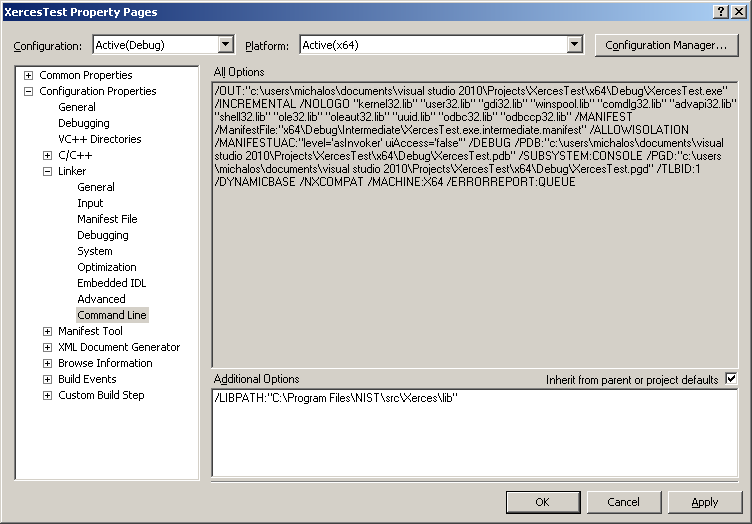 XercesTest Property Pages
Configuration: Active(Debug) Platform: Active(x64) Configuration Manager...
Common Properties
Configuration Properties
General
Debugging
VC++ Directories
C/C++
Linker
General
Input
Manifest File
Debugging
System
Optimization
Embedded IDL
Advanced
Command Line
Manifest Tool
XML Document Generator
Browse Information
Build Events
Custom Build Step
All Options
/OUT:"c:\users\michalos\documents\visual studio 2010\Projects\XercesTest\x64\Debug\XercesTest.exe"
/INCREMENTAL /NOLOGO "kernel32.lib" "user32.lib" "gdi32.lib" "winspool.lib" "comdlg32.lib" "advapi32.lib"
"shell32.lib" "ole32.lib" "oleaut32.lib" "uuid.lib" "odbc32.lib" "odbccp32.lib" /MANIFEST
/ManifestFile:"x64\Debug\Intermediate\XercesTest.exe.intermediate.manifest" /ALLOWISOLATION
/MANIFESTUAC:"level='asInvoker' uiAccess='false'" /DEBUG /PDB:"c:\users\michalos\documents\visual
studio 2010\Projects\XercesTest\x64\Debug\XercesTest.pdb" /SUBSYSTEM:CONSOLE /PGD:"c:\users
\michalos\documents\visual studio 2010\Projects\XercesTest\x64\Debug\XercesTest.pgd" /TLBID:1
/DYNAMICBASE /NXCOMPAT /MACHINE:X64 /ERRORREPORT:QUEUE
Additional Options Inherit from parent or project defaults
/LIBPATH:"C:\Program Files\NIST\src\Xerces\lib"
OK Cancel Apply